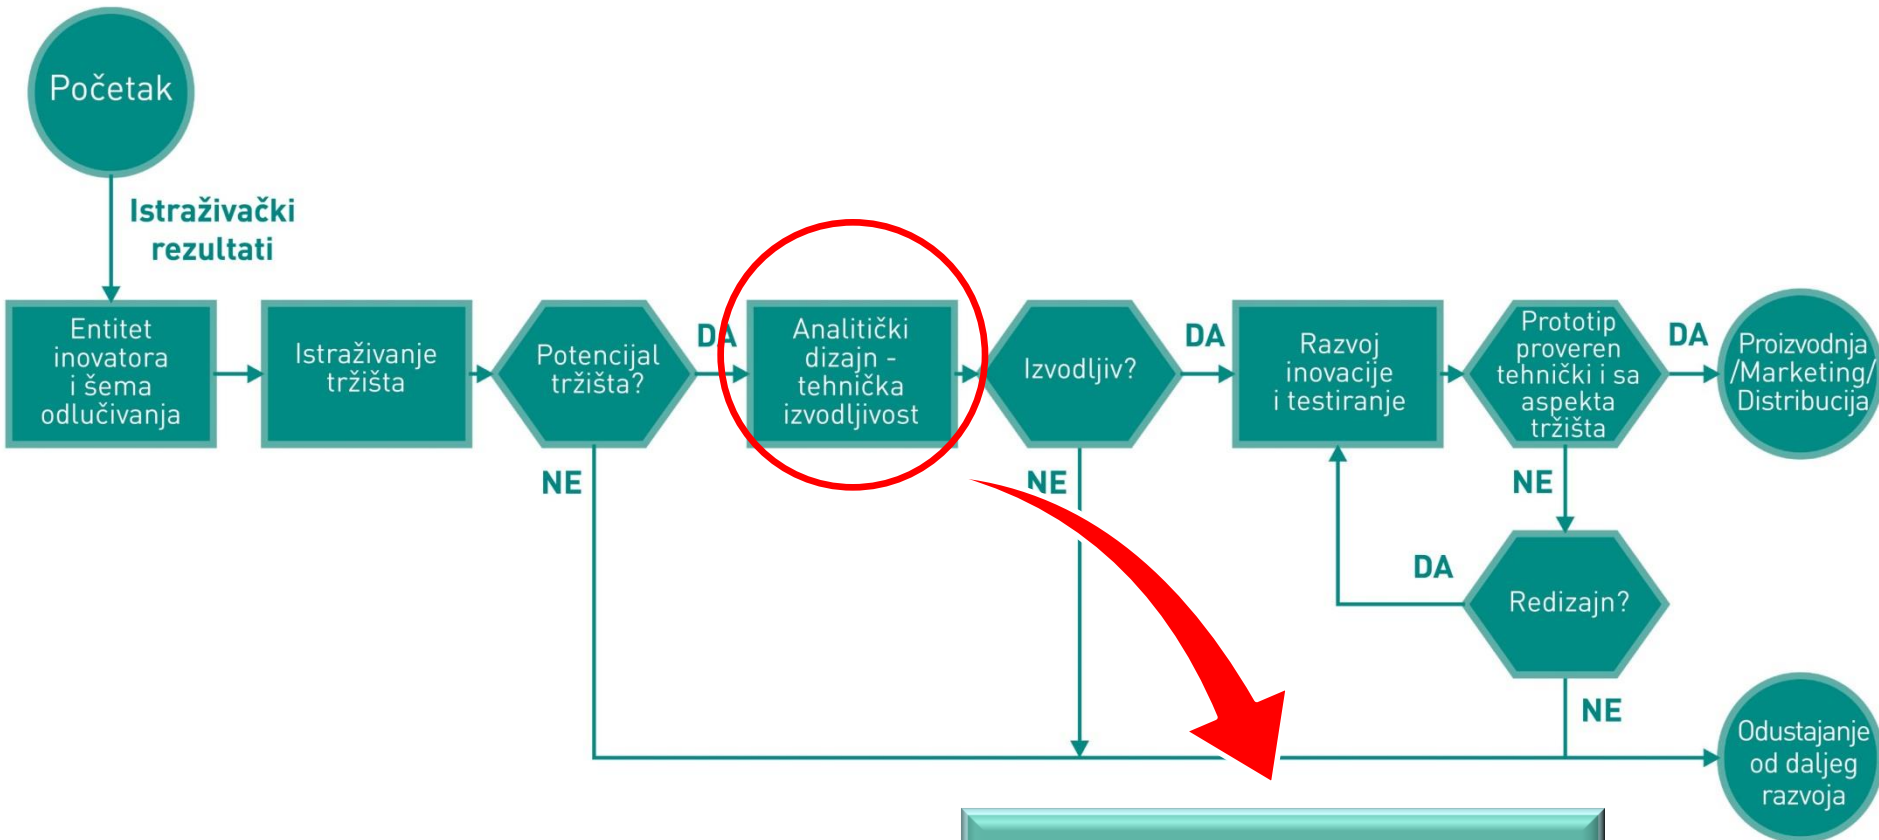 Početak
Istraživački
rezultati
Entitet
inovatora
i šema
odlučivanja
Istraživanje
tržišta
Potencijal
tržišta?
DA
NE
Analitički
dizajn -
tehnička
izvodljivost
Izvodljiv?
DA
NE
Razvoj
inovacije
i testiranje
Prototip
proveren
tehnički i sa
aspekta
tržišta
DA
NE
Proizvodnja
/Marketing/
Distribucija
Redizajn?
DA
NE
Odustajanje
od daljeg
razvoja